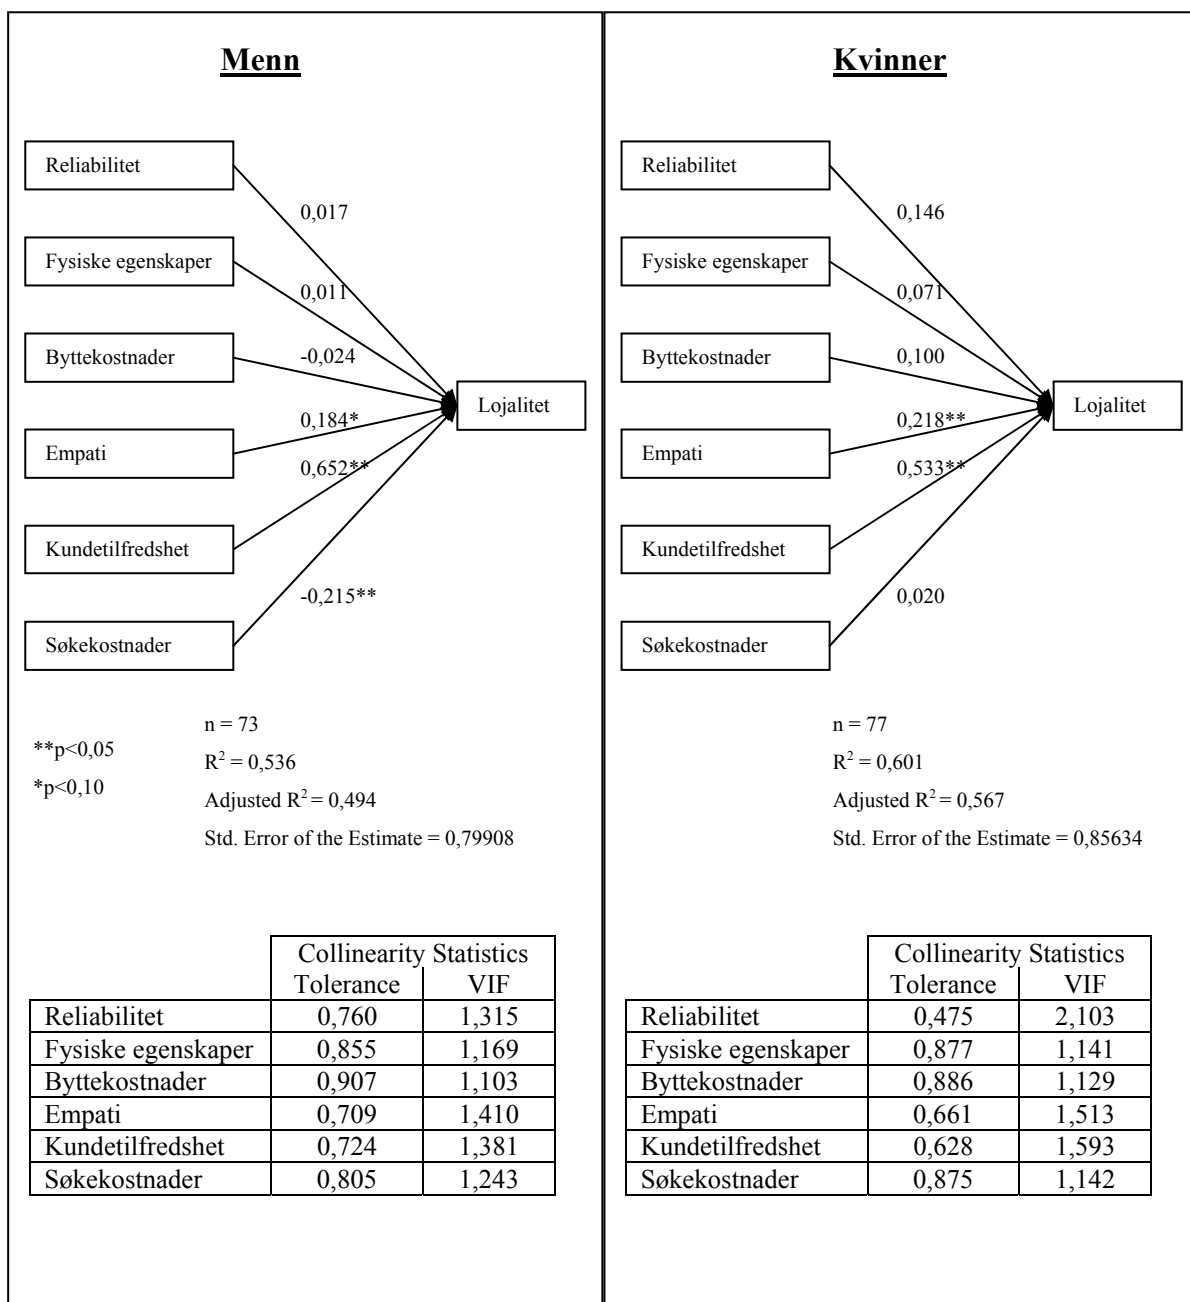 Menn
Reliabilitet
0,017
Fysiske egenskaper
0,011
Byttekostnader
-0,024
Lojalitet
0,184*
Empati
0,652**
Kundetilfredshet
-0,215**
Søkekostnader
**p<0,05
*p<0,10
n = 73
R² = 0,536
Adjusted R² = 0,494
Std. Error of the Estimate = 0,79908
Collinearity Statistics
Tolerance VIF
Reliabilitet 0,760 1,315
Fysiske egenskaper 0,855 1,169
Byttekostnader 0,907 1,103
Empati 0,709 1,410
Kundetilfredshet 0,724 1,381
Søkekostnader 0,805 1,243
Kvinner
Reliabilitet
0,146
Fysiske egenskaper
0,071
Byttekostnader
0,100
Lojalitet
0,218**
Empati
0,533**
Kundetilfredshet
0,020
Søkekostnader
n = 77
R² = 0,601
Adjusted R² = 0,567
Std. Error of the Estimate = 0,85634
Collinearity Statistics
Tolerance VIF
Reliabilitet 0,475 2,103
Fysiske egenskaper 0,877 1,141
Byttekostnader 0,886 1,129
Empati 0,661 1,513
Kundetilfredshet 0,628 1,593
Søkekostnader 0,875 1,142